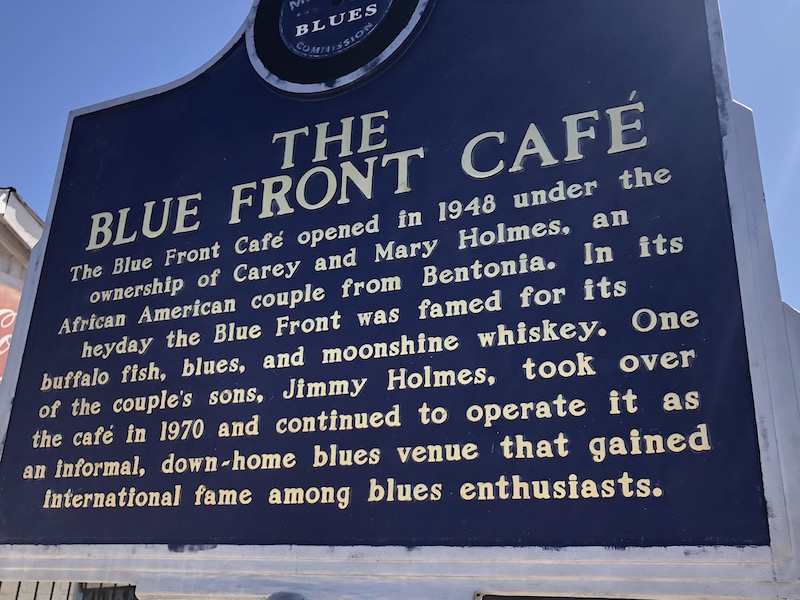 BLUES
COMMISSION
THE
BLUE FRONT CAFÉ
The Blue Front Café opened in 1948 under the
ownership of Carey and Mary Holmes, an
African American couple from Bentonia. In its
heyday the Blue Front was famed for its
buffalo fish, blues, and moonshine whiskey. One
of the couple's sons, Jimmy Holmes, took over
the café in 1970 and continued to operate it as
an informal, down-home blues venue that gained
international fame among blues enthusiasts.